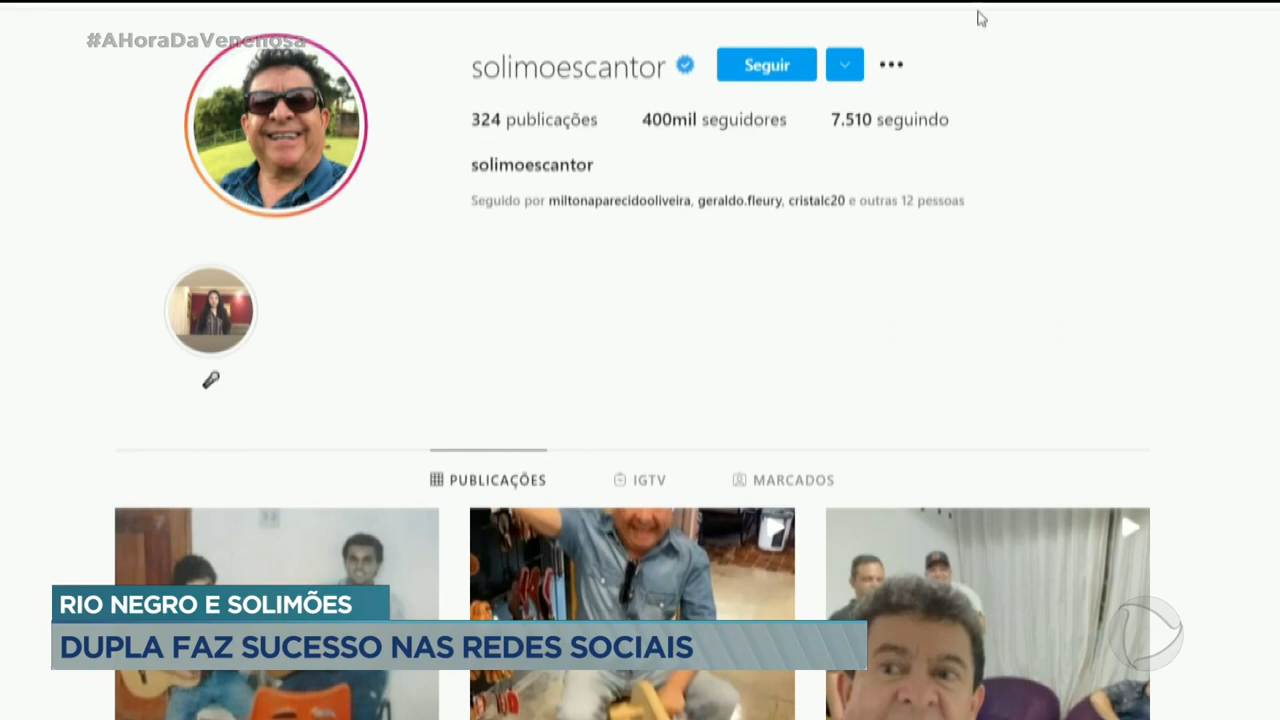 #AHoraDaVenenosa
solimoescantor
Seguir
324 publicações 400mil seguidores 7.510 seguindo
solimoescantor
Seguido por miltonaparecidooliveira, geraldo.fleury, cristalc20 e outras 12 pessoas
PUBLICAÇÕES IGTV MARCADOS
RIO NEGRO E SOLIMÕES
DUPLA FAZ SUCESSO NAS REDES SOCIAIS